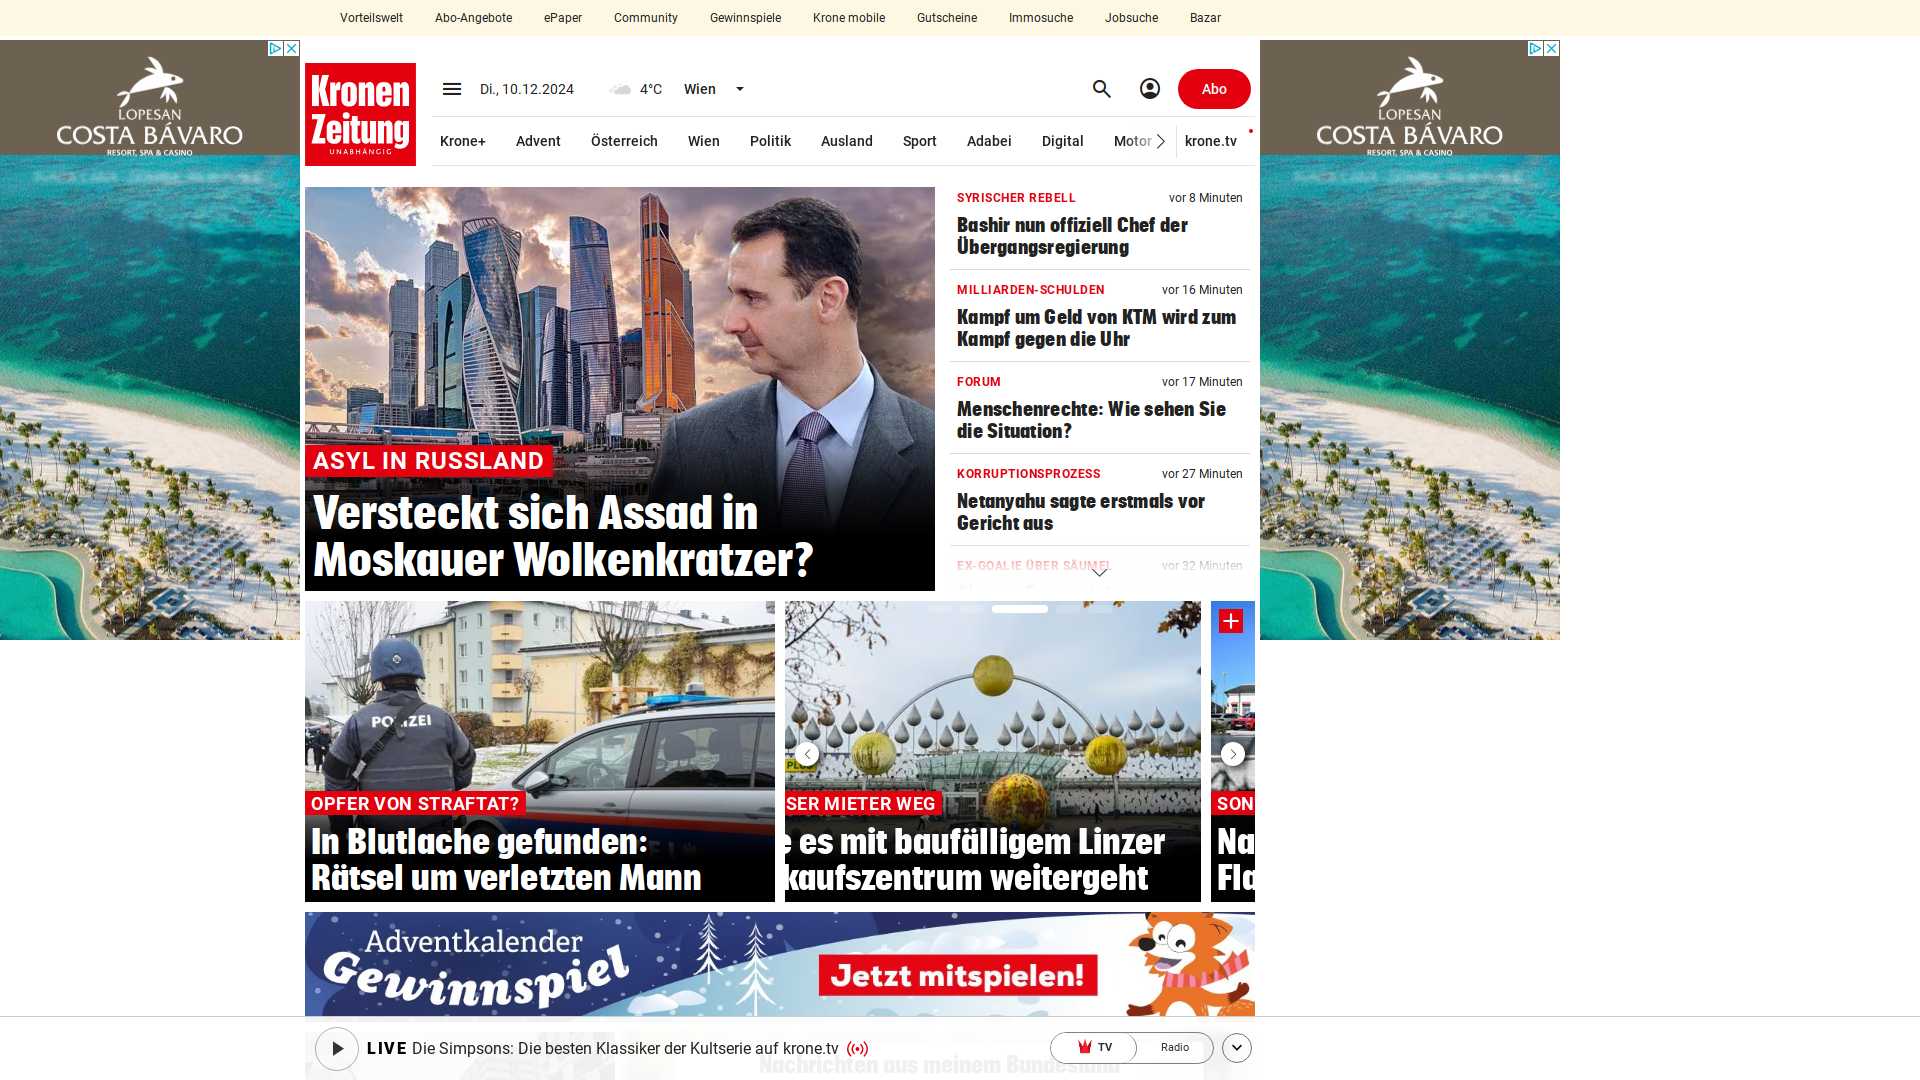 Vorteilswelt Abo-Angebote ePaper Community Gewinnspiele Krone mobile Gutscheine Immosuche Jobsuche Bazar
LOPESAN
COSTA BÁVARO
RESORT, SPA & CASINO
Kronen
Zeitung
UNABHÄNGIG
Di., 10.12.2024 4°C Wien
Abo
Krone+ Advent Österreich Wien Politik Ausland Sport Adabei Digital Motor krone.tv
LOPESAN
COSTA BÁVARO
RESORT, SPA & CASINO
ASYL IN RUSSLAND
Versteckt sich Assad in
Moskauer Wolkenkratzer?
SYRISCHER REBELL vor 8 Minuten
Bashir nun offiziell Chef der
Übergangsregierung
MILLIARDEN-SCHULDEN vor 16 Minuten
Kampf um Geld von KTM wird zum
Kampf gegen die Uhr
FORUM vor 17 Minuten
Menschenrechte: Wie sehen Sie
die Situation?
KORRUPTIONSPROZESS vor 27 Minuten
Netanyahu sagte erstmals vor
Gericht aus
EX-GOALIE ÜBER SÄUMEL vor 32 Minuten
POLIZEI
OPFER VON STRAFTAT?
In Blutlache gefunden:
Rätsel um verletzten Mann
PLUS
SER MIETER WEG
e es mit baufälligem Linzer
kaufszentrum weitergeht
SON
Na
Fla
Adventkalender
Gewinnspiel
Jetzt mitspielen!
LIVE Die Simpsons: Die besten Klassiker der Kultserie auf krone.tv
TV Radio
Nachrichten aus meinem Bundesland